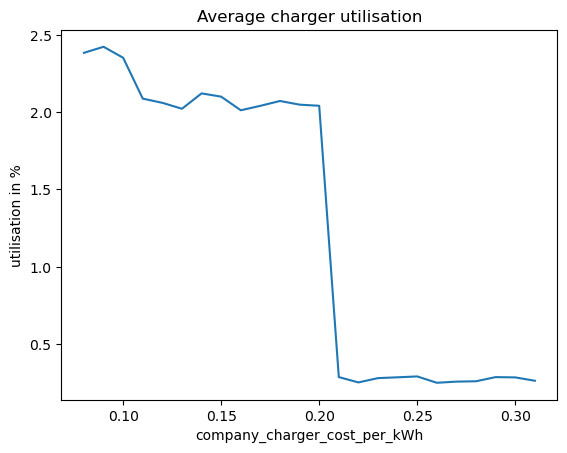 Average charger utilisation
2.5
2.0
1.5
1.0
0.5
utilisation in %
0.10 0.15 0.20 0.25 0.30
company_charger_cost_per_kWh